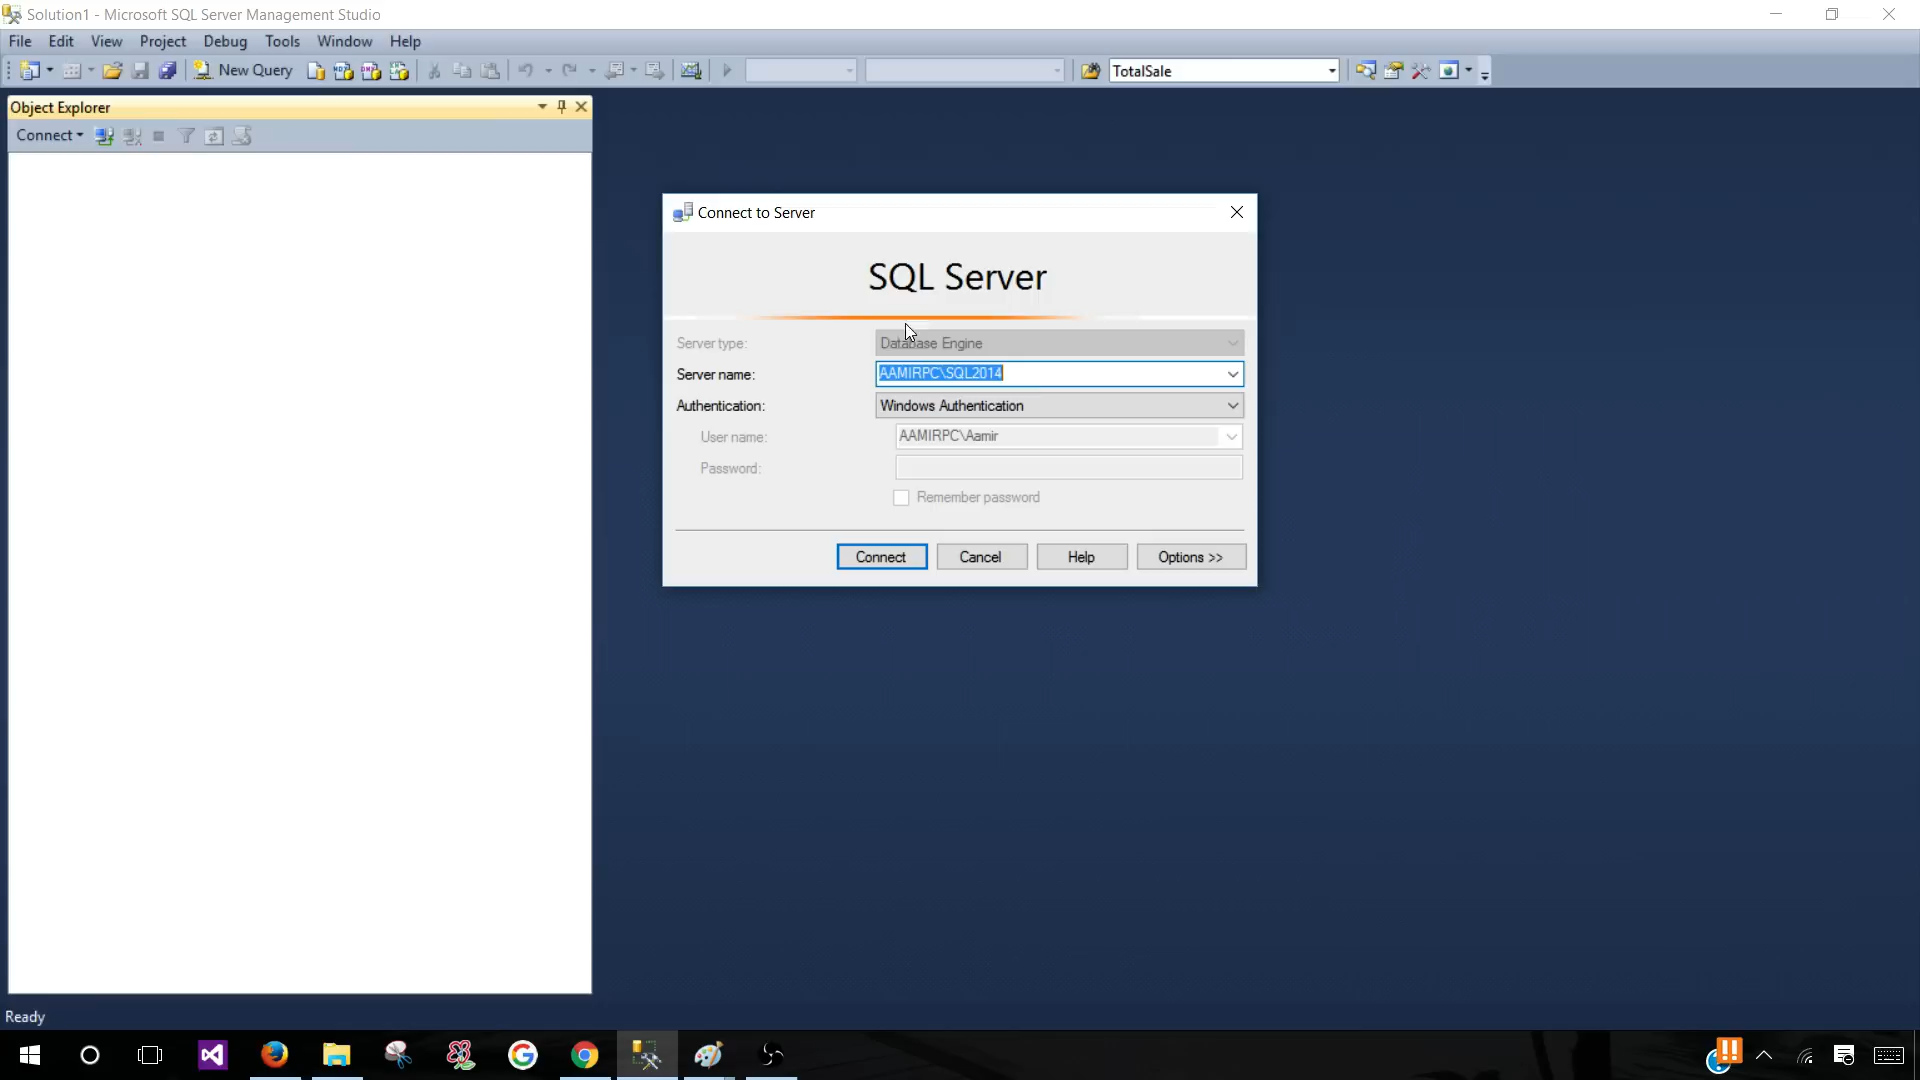 Solution1 - Microsoft SQL Server Management Studio
File Edit View Project Debug Tools Window Help
New Query TotalSale
Object Explorer
Connect
Connect to Server
SQL Server
Server type: Database Engine
Server name: AAMIRPC\SQL2014
Authentication: Windows Authentication
User name: AAMIRPC\Aamir
Password:
Remember password
Connect Cancel Help Options >>
Ready